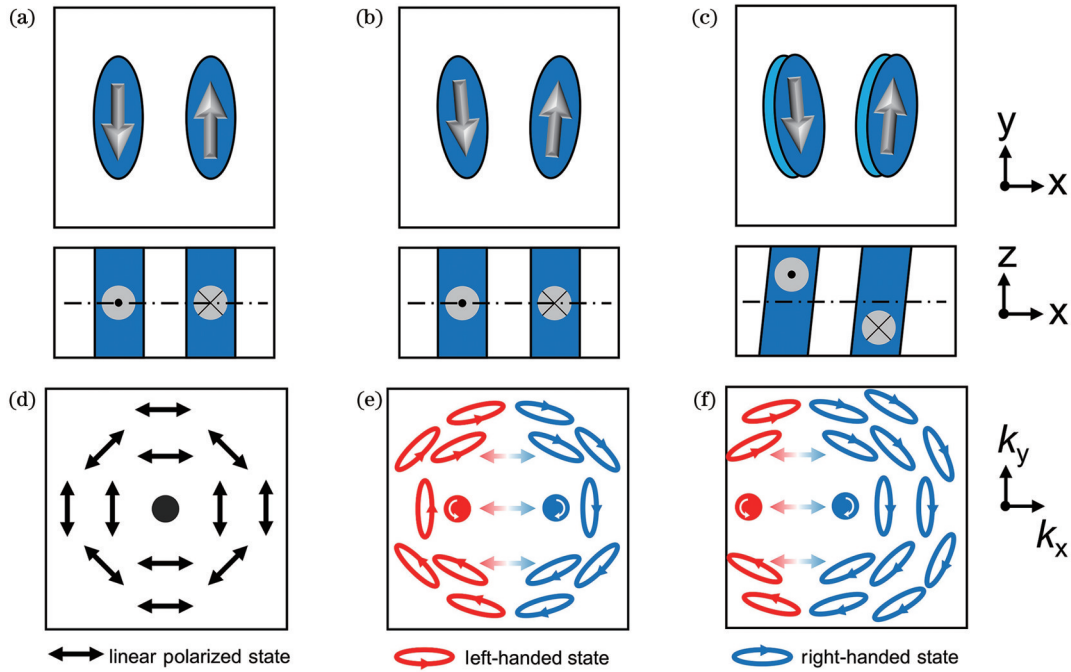 (a)
(b)
(c)
y
x
z
x
(d)
(e)
(f)
k_y
k_x
linear polarized state
left-handed state
right-handed state